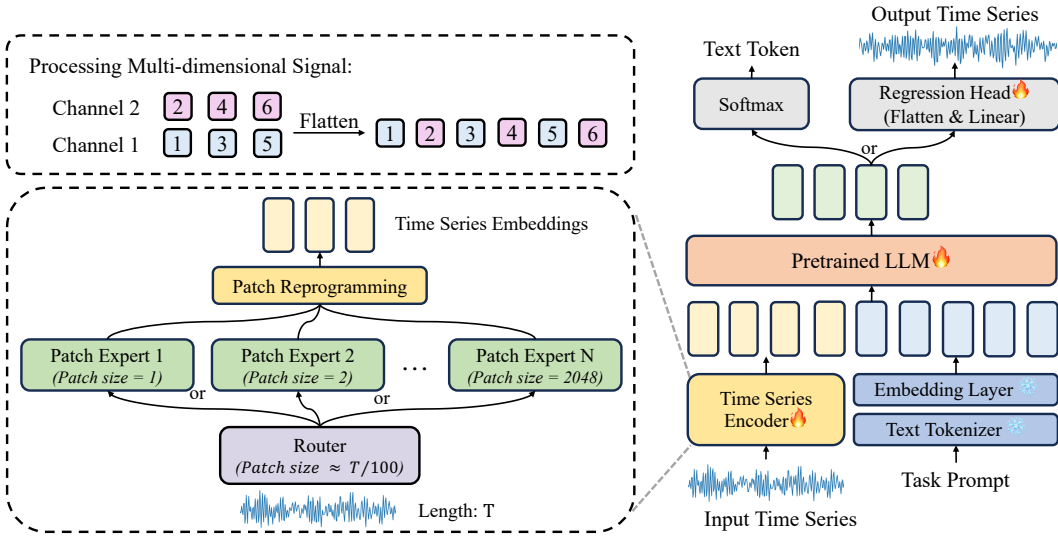 Processing Multi-dimensional Signal:
Channel 2
2 4 6
Channel 1
1 3 5
Flatten
1 2 3 4 5 6
Time Series Embeddings
Patch Reprogramming
Patch Expert 1
(Patch size = 1)
Patch Expert 2
(Patch size = 2)
...
Patch Expert N
(Patch size = 2048)
or
or
Router
(Patch size ≈ T/100)
Length: T
Output Time Series
Text Token
Softmax
Regression Head
(Flatten & Linear)
or
Pretrained LLM
Time Series
Encoder
Embedding Layer
Text Tokenizer
Task Prompt
Input Time Series